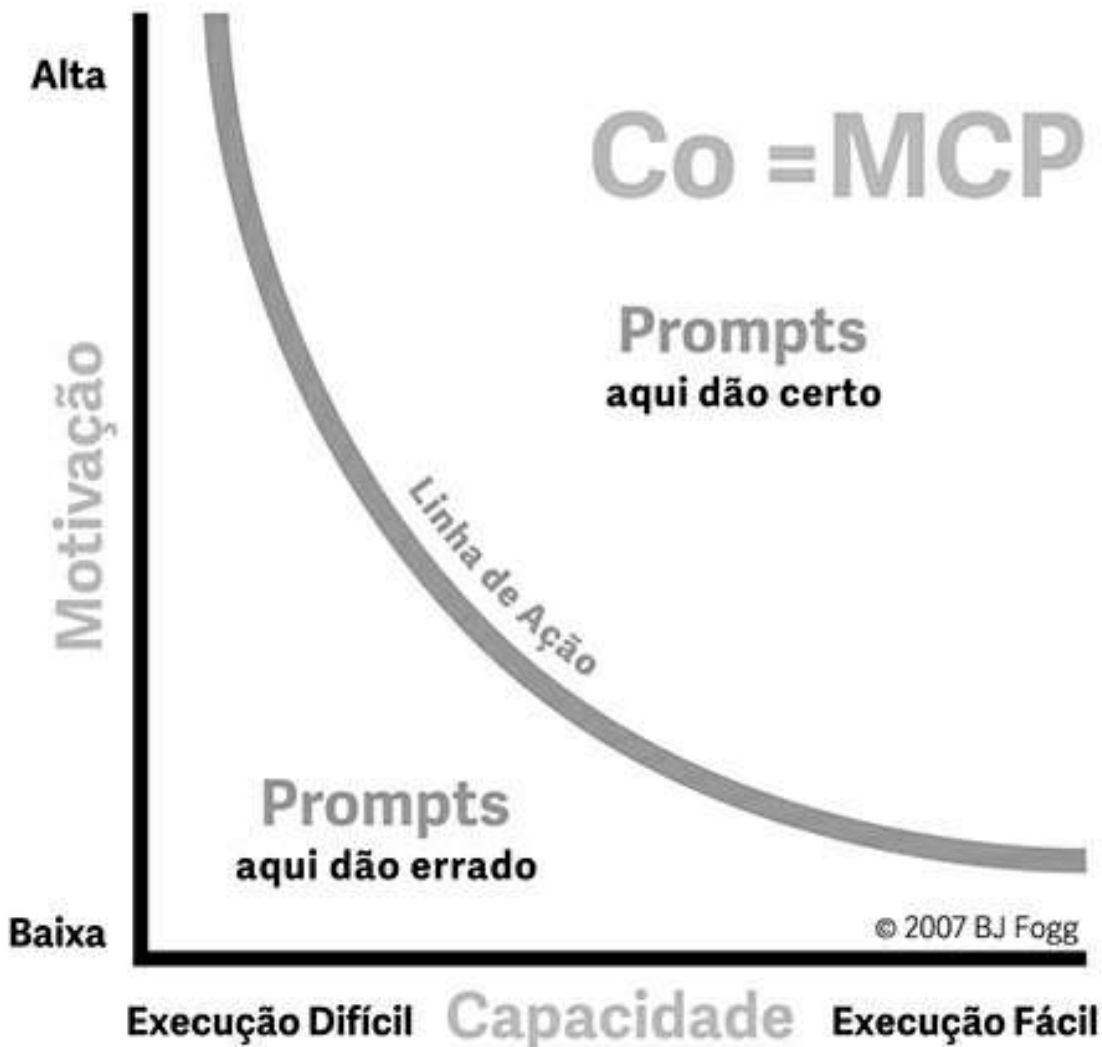 Alta
Co =MCP
Prompts
aqui dão certo
Motivação
Linha de Ação
Prompts
aqui dão errado
Baixa
© 2007 BJ Fogg
Execução Difícil Capacidade Execução Fácil